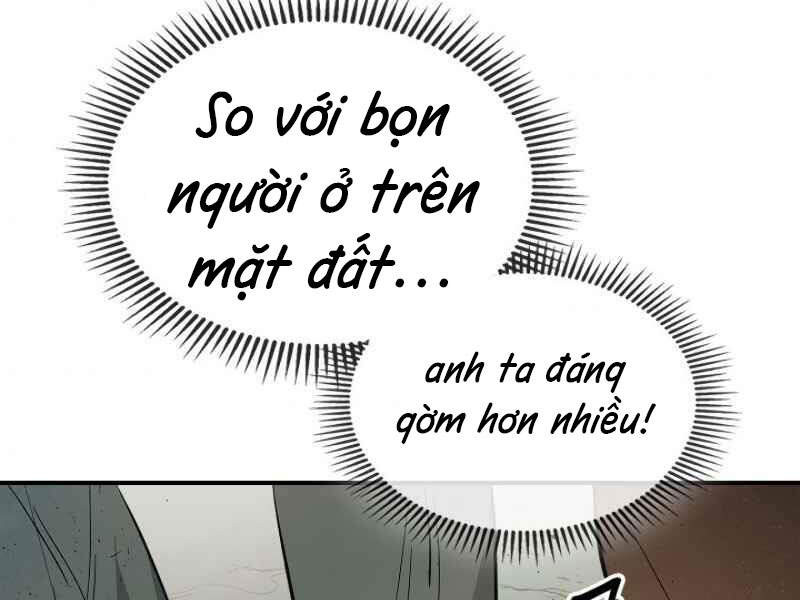 So với bọn
người ở trên
mặt đất...
anh ta đáng
gờm hơn nhiều!